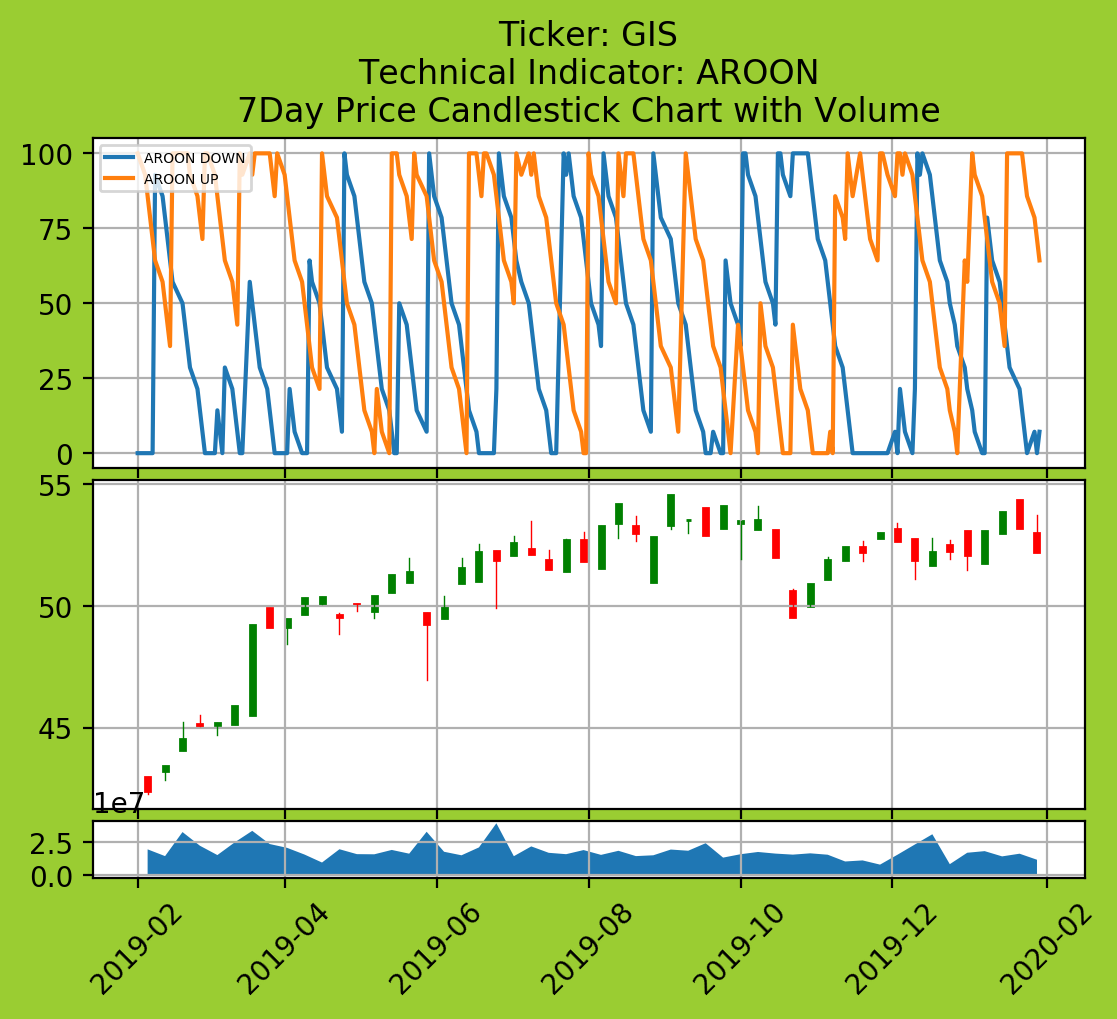 Ticker: GIS
Technical Indicator: AROON
7Day Price Candlestick Chart with Volume
100
75
50
25
0
AROON DOWN
AROON UP
55
50
45
1e7
2.5
0.0
2019-02
2019-04
2019-06
2019-08
2019-10
2019-12
2020-02